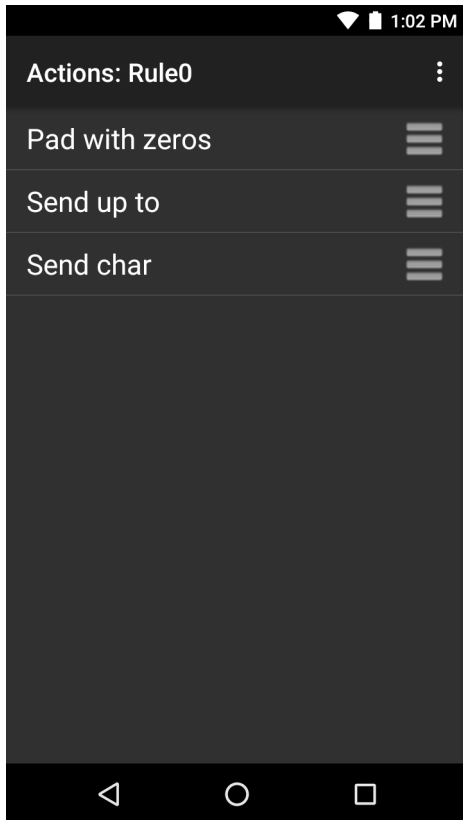 1:02 PM
Actions: Rule0
Pad with zeros
Send up to
Send char